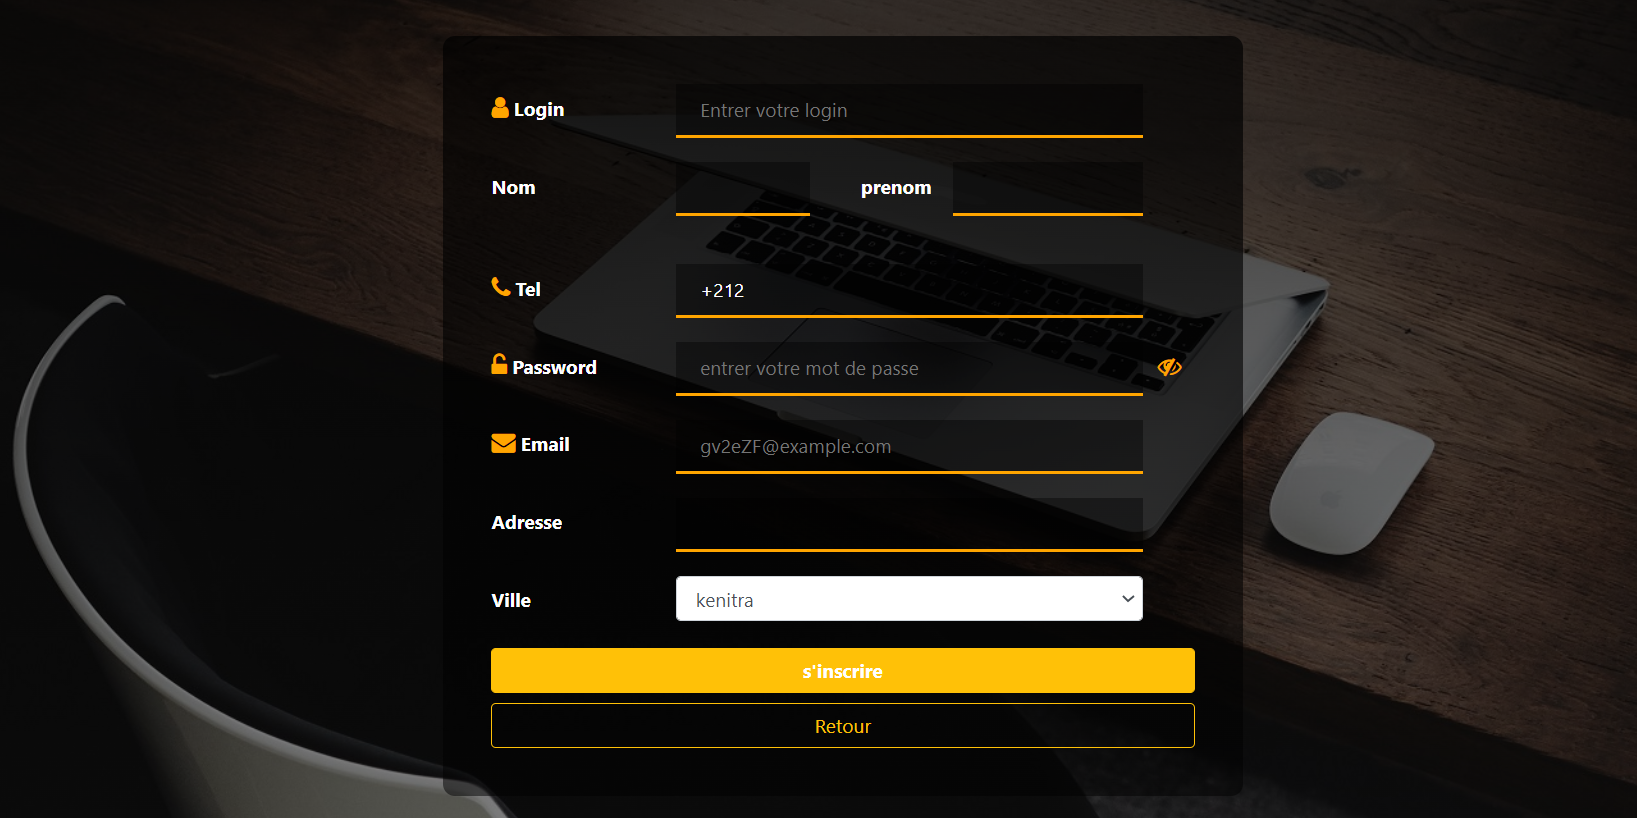 Login Entrer votre login
Nom prenom
Tel +212
Password entrer votre mot de passe
Email gv2eZF@example.com
Adresse
Ville kenitra
s'inscrire
Retour